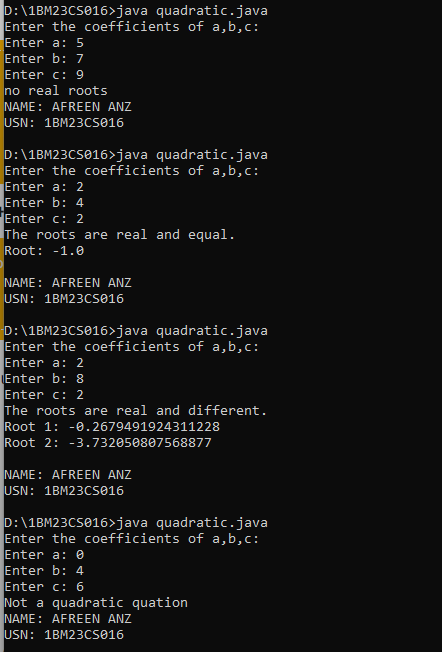 D:\1BM23CS016>java quadratic.java
Enter the coefficients of a,b,c:
Enter a: 5
Enter b: 7
Enter c: 9
no real roots
NAME: AFREEN ANZ
USN: 1BM23CS016
D:\1BM23CS016>java quadratic.java
Enter the coefficients of a,b,c:
Enter a: 2
Enter b: 4
Enter c: 2
The roots are real and equal.
Root: -1.0
NAME: AFREEN ANZ
USN: 1BM23CS016
D:\1BM23CS016>java quadratic.java
Enter the coefficients of a,b,c:
Enter a: 2
Enter b: 8
Enter c: 2
The roots are real and different.
Root 1: -0.2679491924311228
Root 2: -3.732050807568877
NAME: AFREEN ANZ
USN: 1BM23CS016
D:\1BM23CS016>java quadratic.java
Enter the coefficients of a,b,c:
Enter a: 0
Enter b: 4
Enter c: 6
Not a quadratic quation
NAME: AFREEN ANZ
USN: 1BM23CS016